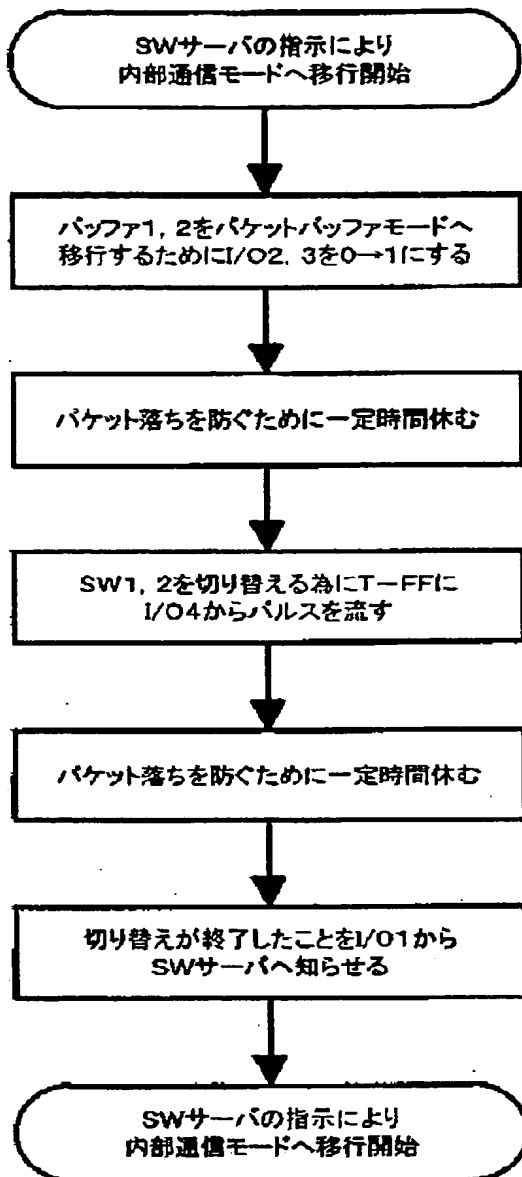 SWサーバの指示により
内部通信モードへ移行開始
バッファ1, 2をパケットバッファモードへ
移行するためにI/O2, 3を0→1にする
パケット落ちを防ぐために一定時間休む
SW1, 2を切り替える為にT-FFに
I/O4からパルスを流す
パケット落ちを防ぐために一定時間休む
切り替えが終了したことをI/O1から
SWサーバへ知らせる
SWサーバの指示により
内部通信モードへ移行開始